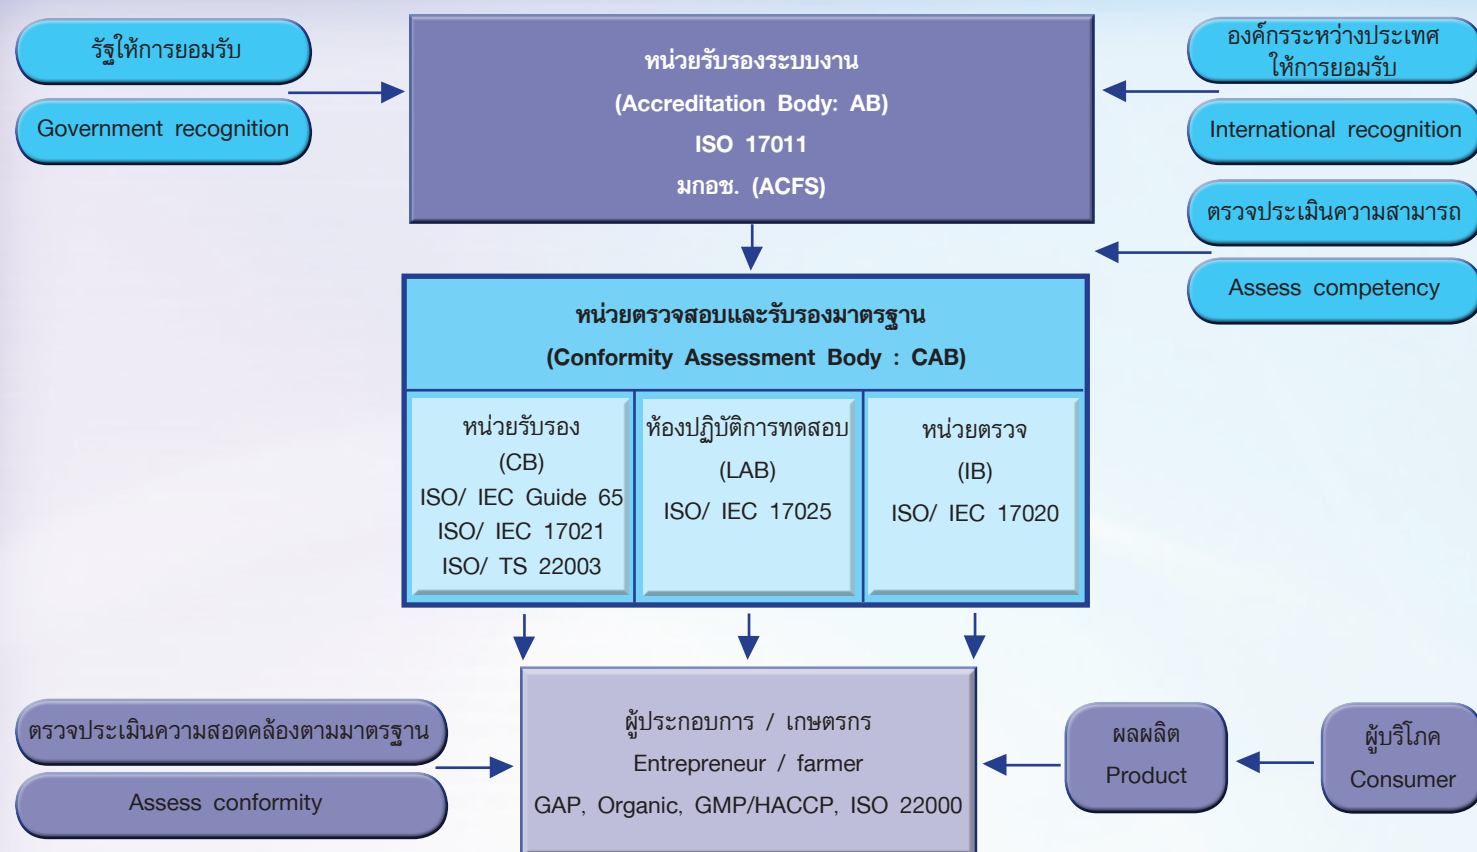 รัฐให้การยอมรับ
Government recognition
หน่วยรับรองระบบงาน
(Accreditation Body: AB)
ISO 17011
มกอช. (ACFS)
องค์กรระหว่างประเทศ
ให้การยอมรับ
International recognition
ตรวจประเมินความสามารถ
Assess competency
หน่วยตรวจสอบและรับรองมาตรฐาน
(Conformity Assessment Body : CAB)
หน่วยรับรอง
(CB)
ISO/ IEC Guide 65
ISO/ IEC 17021
ISO/ TS 22003
ห้องปฏิบัติการทดสอบ
(LAB)
ISO/ IEC 17025
หน่วยตรวจ
(IB)
ISO/ IEC 17020
ตรวจประเมินความสอดคล้องตามมาตรฐาน
Assess conformity
ผู้ประกอบการ / เกษตรกร
Entrepreneur / farmer
GAP, Organic, GMP/HACCP, ISO 22000
ผลผลิต
Product
ผู้บริโภค
Consumer